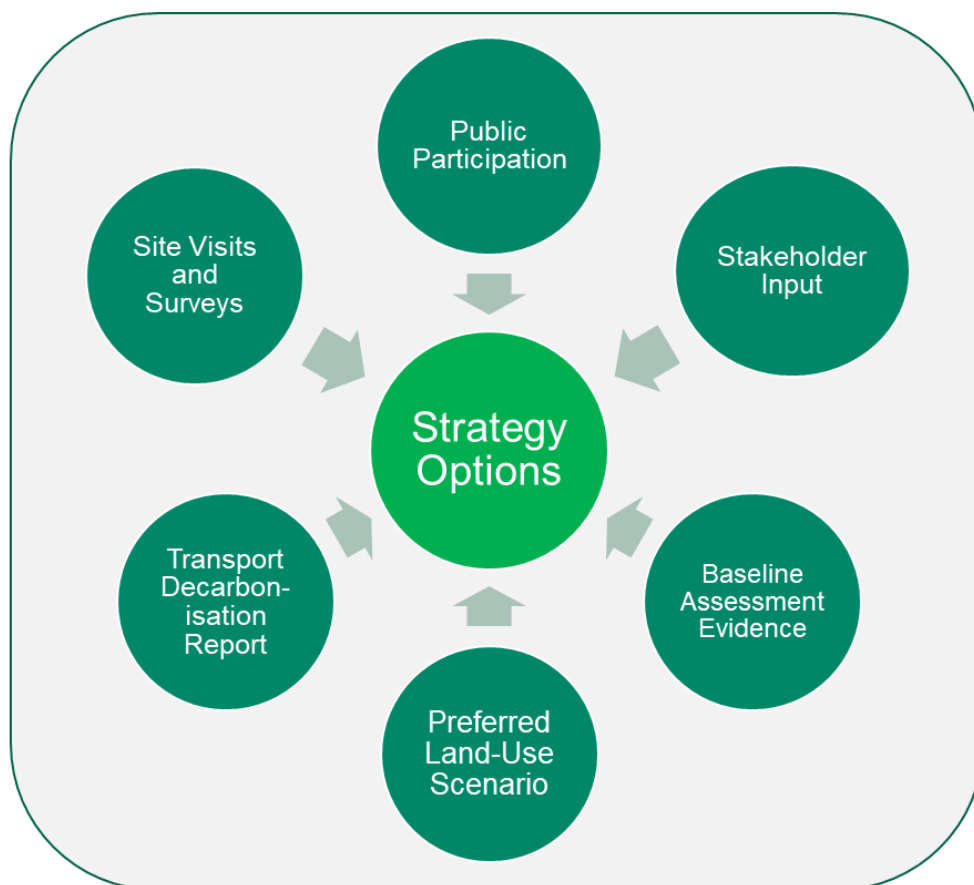 Public
Participation
Site Visits
and
Surveys
Stakeholder
Input
Strategy
Options
Transport
Decarbon-
isation
Report
Baseline
Assessment
Evidence
Preferred
Land-Use
Scenario